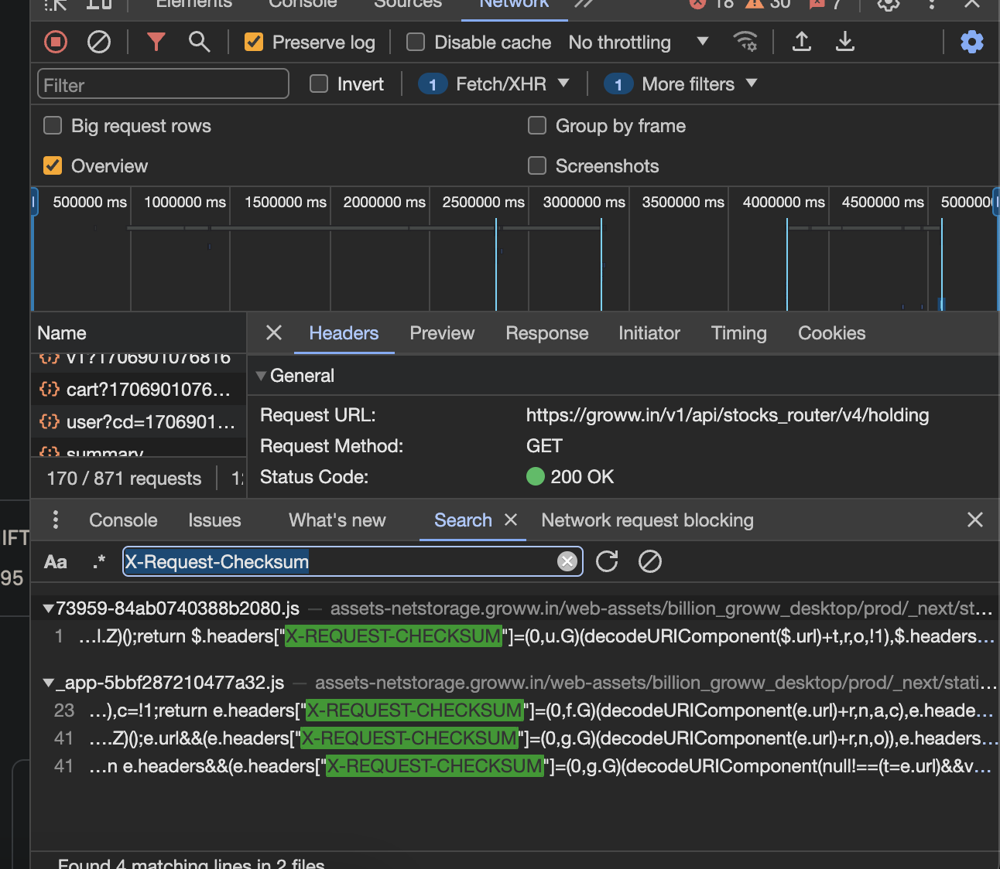 Elements Console Sources Network 18 30 7
Preserve log Disable cache No throttling
Filter Invert 1 Fetch/XHR 1 More filters
Big request rows Group by frame
Overview Screenshots
500000 ms 1000000 ms 1500000 ms 2000000 ms 2500000 ms 3000000 ms 3500000 ms 4000000 ms 4500000 ms 5000000
Name Headers Preview Response Initiator Timing Cookies
v1?1706901076816
cart?1706901076...
user?cd=1706901...
summary
170 / 871 requests
General
Request URL: https://groww.in/v1/api/stocks_router/v4/holding
Request Method: GET
Status Code: 200 OK
Console Issues What's new Search Network request blocking
IFT
95
Aa .* X-Request-Checksum
73959-84ab0740388b2080.js — assets-netstorage.groww.in/web-assets/billion_groww_desktop/prod/_next/st...
1 ...l.Z)();return $.headers["X-REQUEST-CHECKSUM"]=(0,u.G)(decodeURIComponent($.url)+t,r,o,!1),$.headers...
_app-5bbf287210477a32.js — assets-netstorage.groww.in/web-assets/billion_groww_desktop/prod/_next/stati...
23 ...),c=!1;return e.headers["X-REQUEST-CHECKSUM"]=(0,f.G)(decodeURIComponent(e.url)+r,n,a,c),e.heade...
41 ....Z)();e.url&&(e.headers["X-REQUEST-CHECKSUM"]=(0,g.G)(decodeURIComponent(e.url)+r,n,o)),e.headers...
41 ...n e.headers&&(e.headers["X-REQUEST-CHECKSUM"]=(0,g.G)(decodeURIComponent(null!==(t=e.url)&&v...
Found 4 matching lines in 2 files